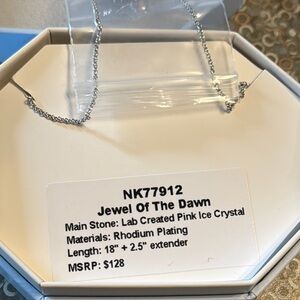 NK77912
Jewel Of The Dawn
Main Stone: Lab Created Pink Ice Crystal
Materials: Rhodium Plating
Length: 18" + 2.5" extender
MSRP: $128